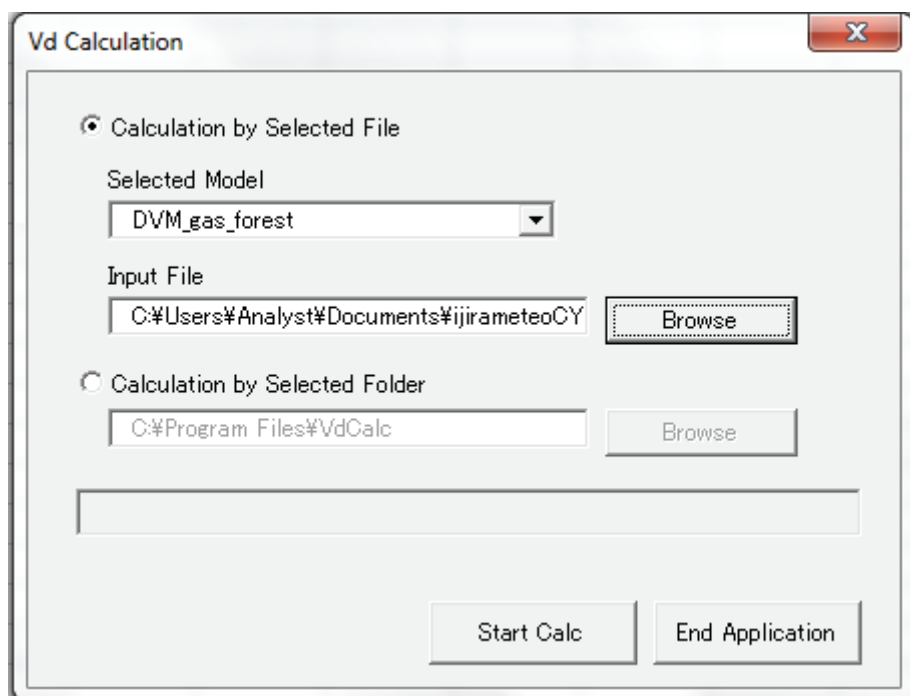 Vd Calculation
Calculation by Selected File
Selected Model
DVM_gas_forest
Input File
C:¥Users¥Analyst¥Documents¥ijirameteoCY
Browse
Calculation by Selected Folder
C:¥Program Files¥VdCalc
Browse
Start Calc
End Application